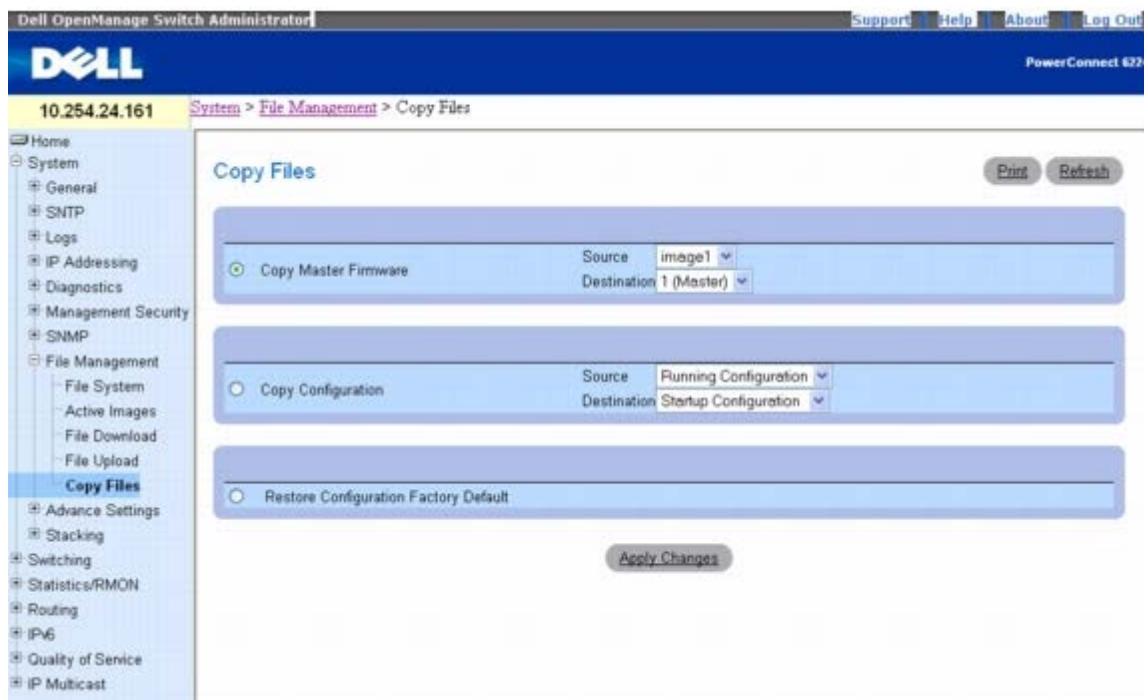 Dell OpenManage Switch Administrator
Support Help About Log Out
DELL
PowerConnect 622
10.254.24.161
System > File Management > Copy Files
Home
System
General
SNTP
Logs
IP Addressing
Diagnostics
Management Security
SNMP
File Management
File System
Active Images
File Download
File Upload
Copy Files
Advance Settings
Stacking
Switching
Statistics/RMON
Routing
IPv6
Quality of Service
IP Multicast
Copy Files
Print Refresh
Copy Master Firmware
Source image1
Destination 1 (Master)
Copy Configuration
Source Running Configuration
Destination Startup Configuration
Restore Configuration Factory Default
Apply Changes